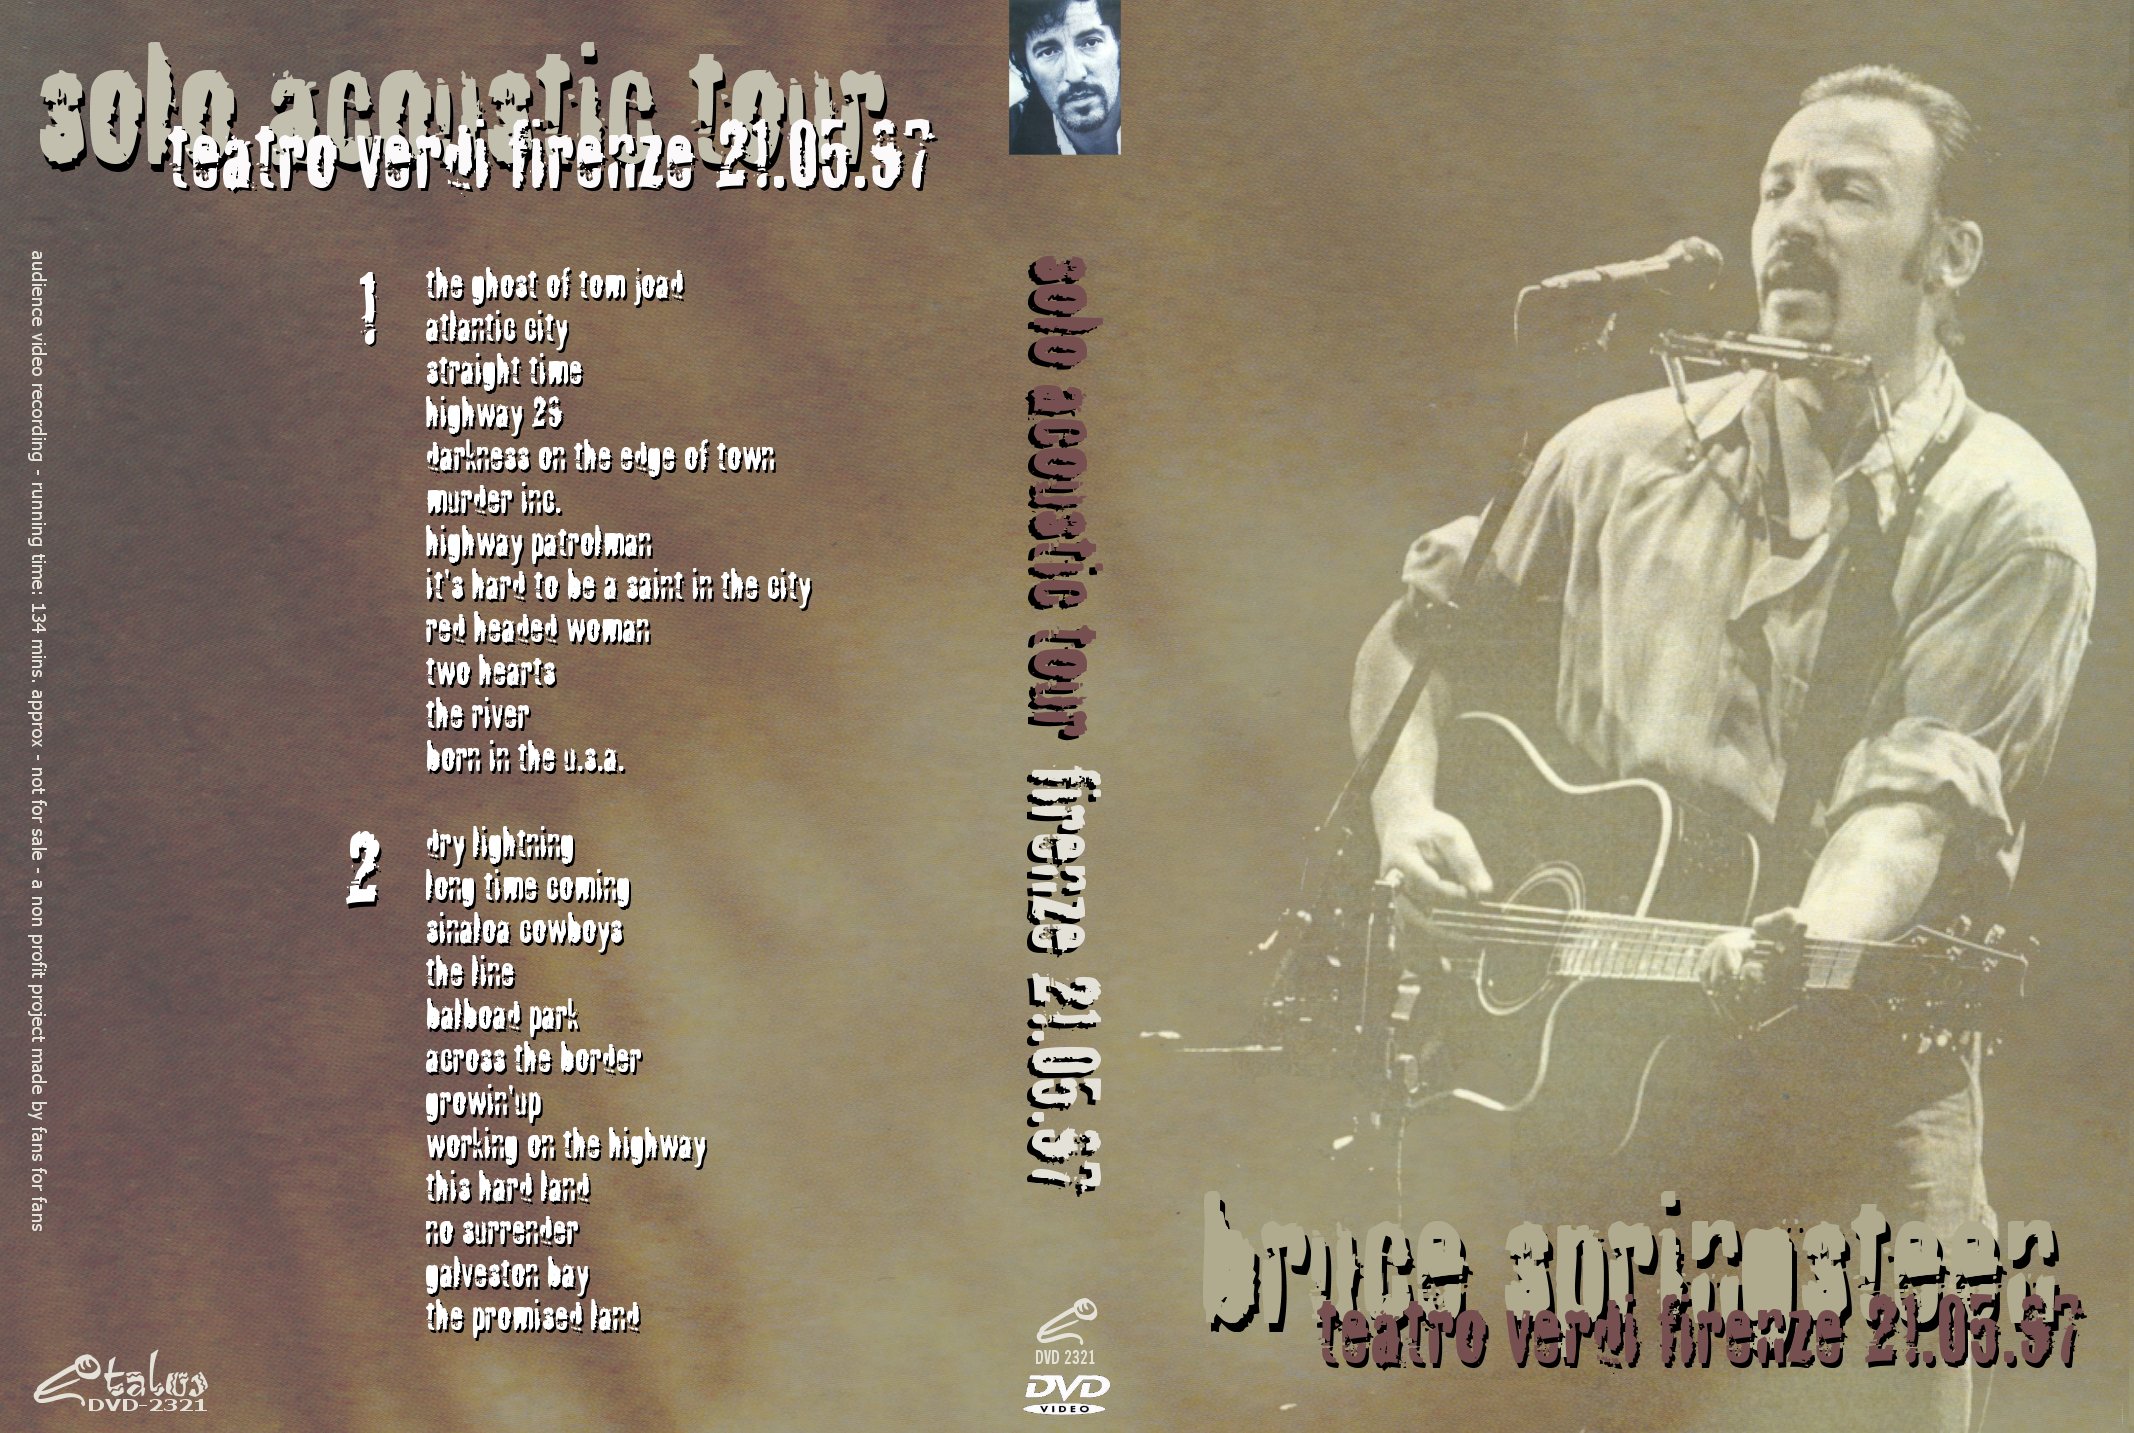 solo acoustic tour
teatro verdi firenze 21.05.97
1
the ghost of tom joad
atlantic city
straight time
highway 29
darkness on the edge of town
murder inc.
highway patrolman
it's hard to be a saint in the city
red headed woman
two hearts
the river
born in the u.s.a.
2
dry lightning
long time coming
sinaloa cowboys
the line
balboad park
across the border
growin'up
working on the highway
this hard land
no surrender
galveston bay
the promised land
audience video recording - running time: 134 mins. approx - not for sale - a non profit project made by fans for fans
talos
DVD-2321
solo acoustic tour firenze 21.05.97
DVD 2321
DVD
VIDEO
bruce springsteen
teatro verdi firenze 21.05.97